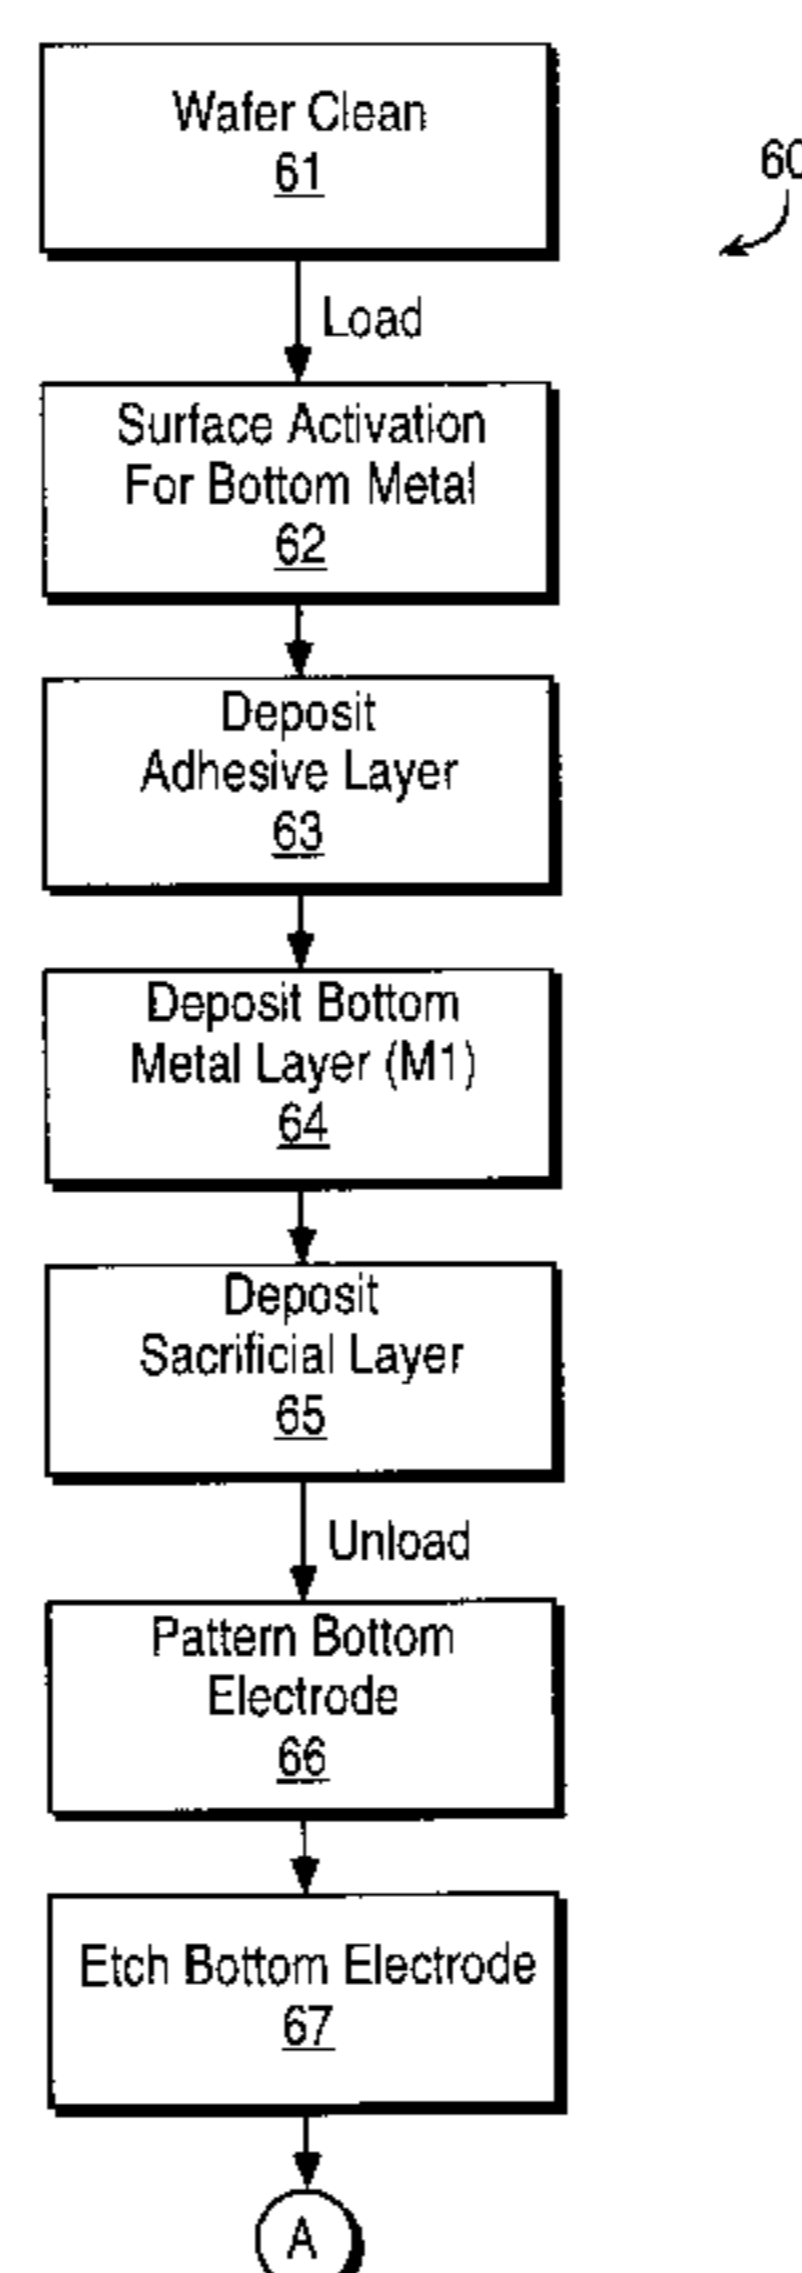 Wafer Clean
61
60
Load
Surface Activation
For Bottom Metal
62
Deposit
Adhesive Layer
63
Deposit Bottom
Metal Layer (M1)
64
Deposit
Sacrificial Layer
65
Unload
Pattern Bottom
Electrode
66
Etch Bottom Electrode
67
A